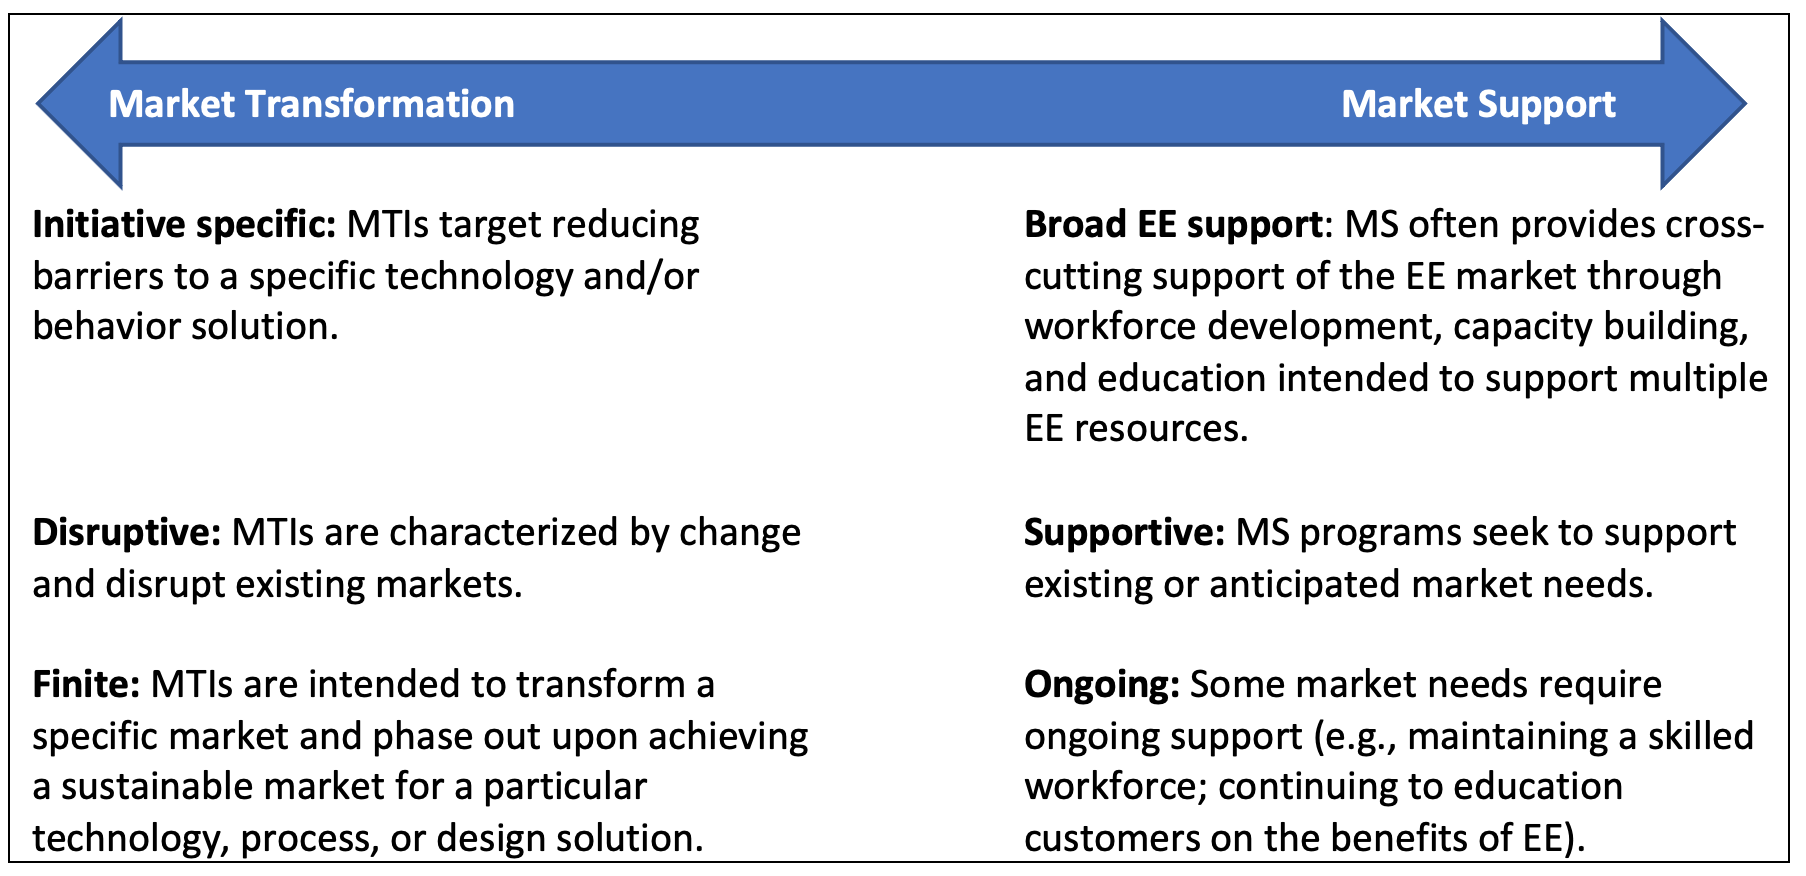 Market Transformation
Market Support
Initiative specific: MTIs target reducing
barriers to a specific technology and/or
behavior solution.
Broad EE support: MS often provides cross-
cutting support of the EE market through
workforce development, capacity building,
and education intended to support multiple
EE resources.
Disruptive: MTIs are characterized by change
and disrupt existing markets.
Supportive: MS programs seek to support
existing or anticipated market needs.
Finite: MTIs are intended to transform a
specific market and phase out upon achieving
a sustainable market for a particular
technology, process, or design solution.
Ongoing: Some market needs require
ongoing support (e.g., maintaining a skilled
workforce; continuing to education
customers on the benefits of EE).